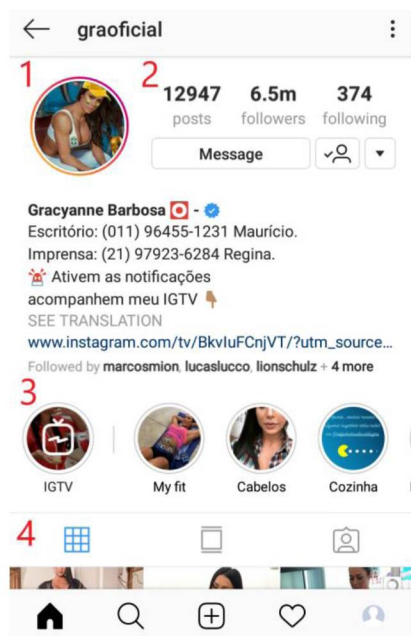 graoficial
1
2
12947 6.5m 374
posts followers following
Message
Gracyanne Barbosa -
Escritório: (011) 96455-1231 Maurício.
Imprensa: (21) 97923-6284 Regina.
Ativem as notificações
acompanhem meu IGTV
SEE TRANSLATION
www.instagram.com/tv/BkvIuFCnjVT/?utm_source...
Followed by marcosmion, lucaslucco, lionschulz + 4 more
3
IGTV My fit Cabelos Cozinha
4